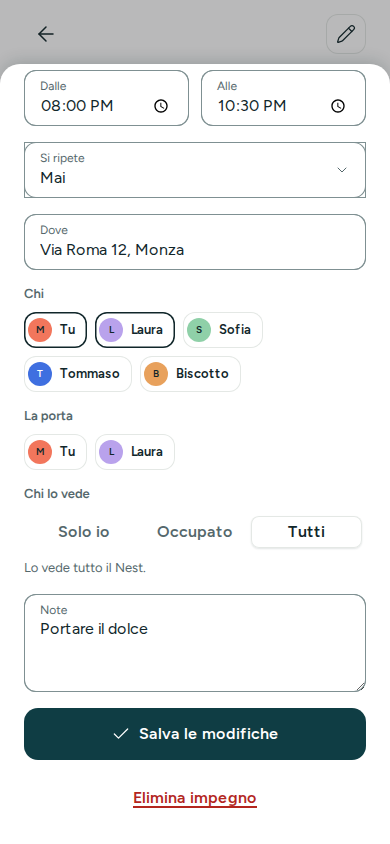 Dalle
Alle
08:00 PM
10:30 PM
Si ripete
Mai
Dove
Via Roma 12, Monza
Chi
M Tu
L Laura
S Sofia
T Tommaso
B Biscotto
La porta
M Tu
L Laura
Chi lo vede
Solo io
Occupato
Tutti
Lo vede tutto il Nest.
Note
Portare il dolce
Salva le modifiche
Elimina impegno